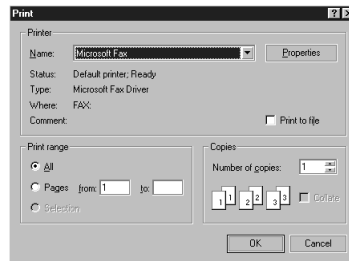 Print
Printer
Name: Microsoft Fax Properties
Status: Default printer; Ready
Type: Microsoft Fax Driver
Where: FAX:
Comment: Print to file
Print range
All
Pages from: 1 to:
Selection
Copies
Number of copies: 1
1 1 2 2 3 3 Collate
OK Cancel